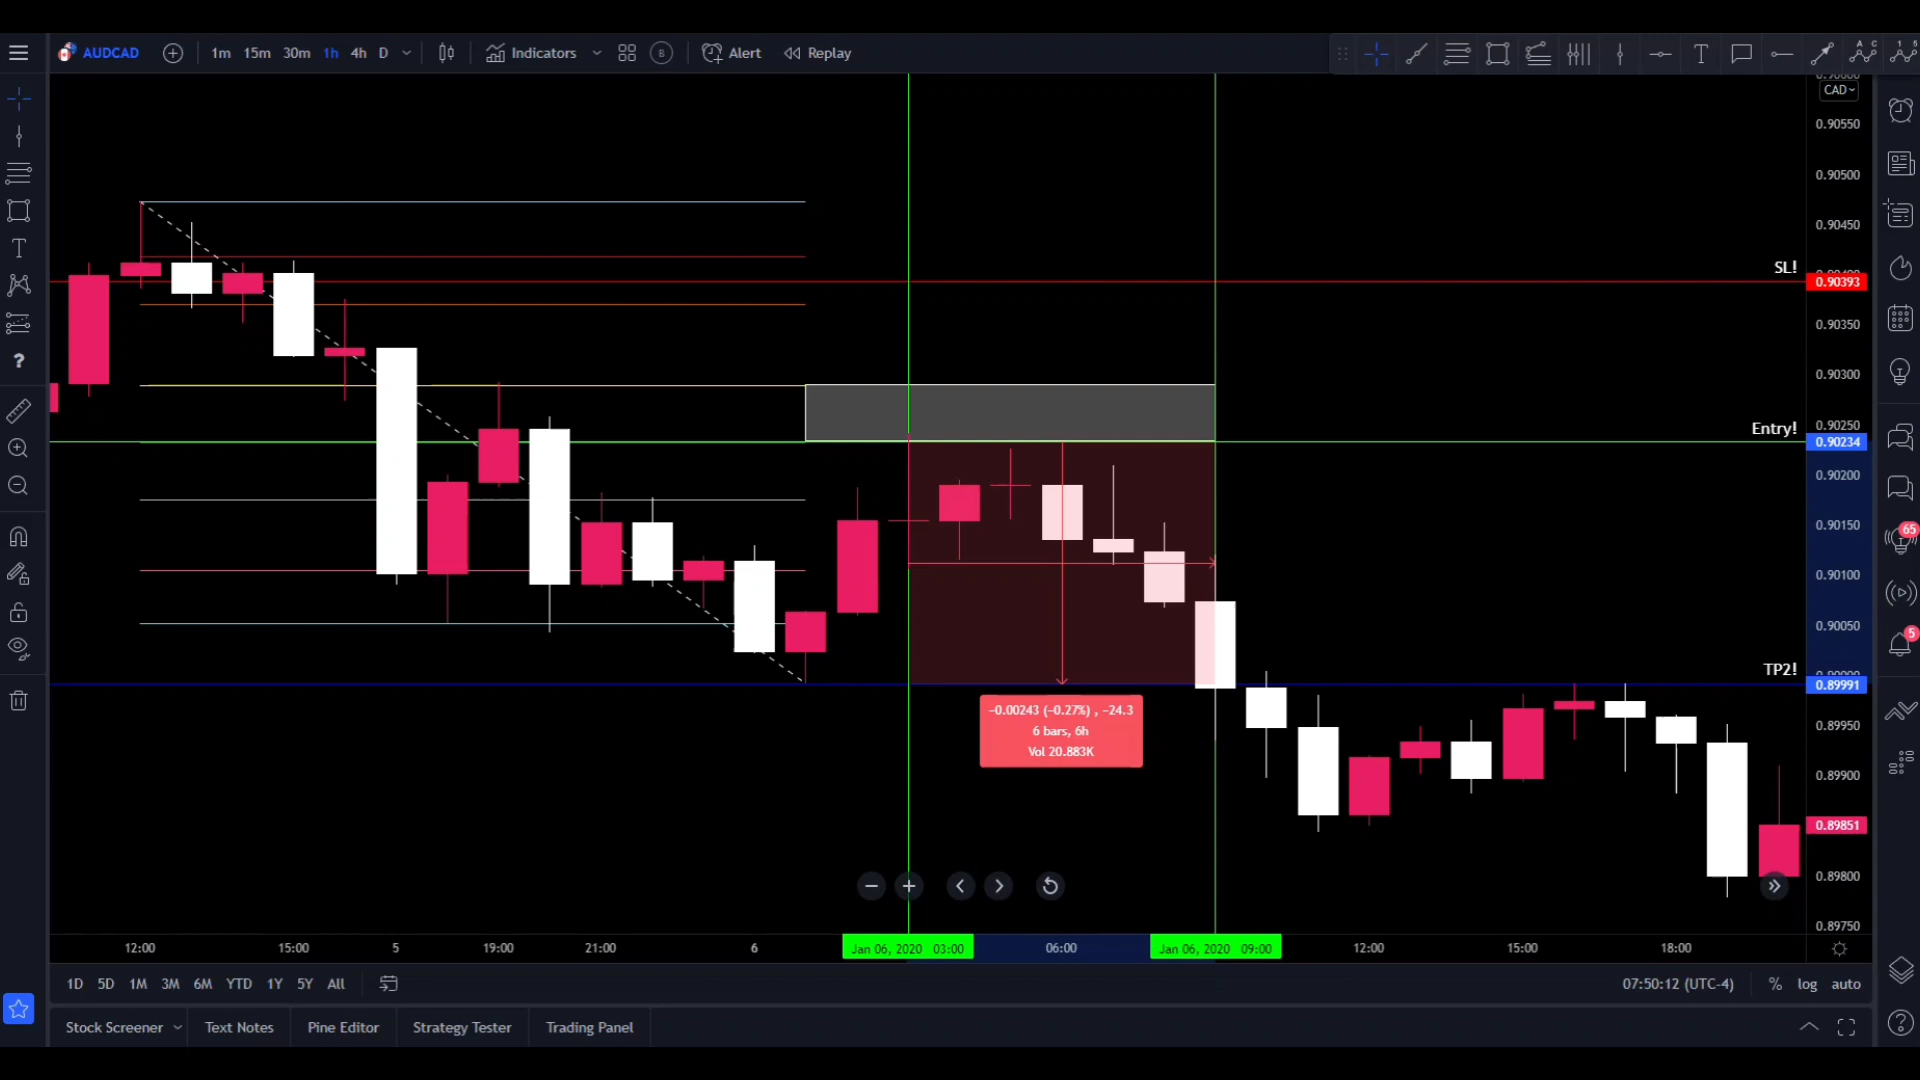 AUDCAD 1m 15m 30m 1h 4h D Indicators B Alert Replay
CAD
0.90550
0.90500
0.90450
SL!
0.90393
0.90350
0.90300
Entry!
0.90250
0.90234
0.90200
0.90150
0.90100
0.90050
TP2!
0.89991
0.89950
0.89900
0.89851
0.89800
0.89750
65
5
−0.00243 (−0.27%) , −24.3
6 bars, 6h
Vol 20.883K
12:00 15:00 5 19:00 21:00 6 Jan 06, 2020 03:00 06:00 Jan 06, 2020 09:00 12:00 15:00 18:00
1D 5D 1M 3M 6M YTD 1Y 5Y All 07:50:12 (UTC-4) % log auto
Stock Screener Text Notes Pine Editor Strategy Tester Trading Panel